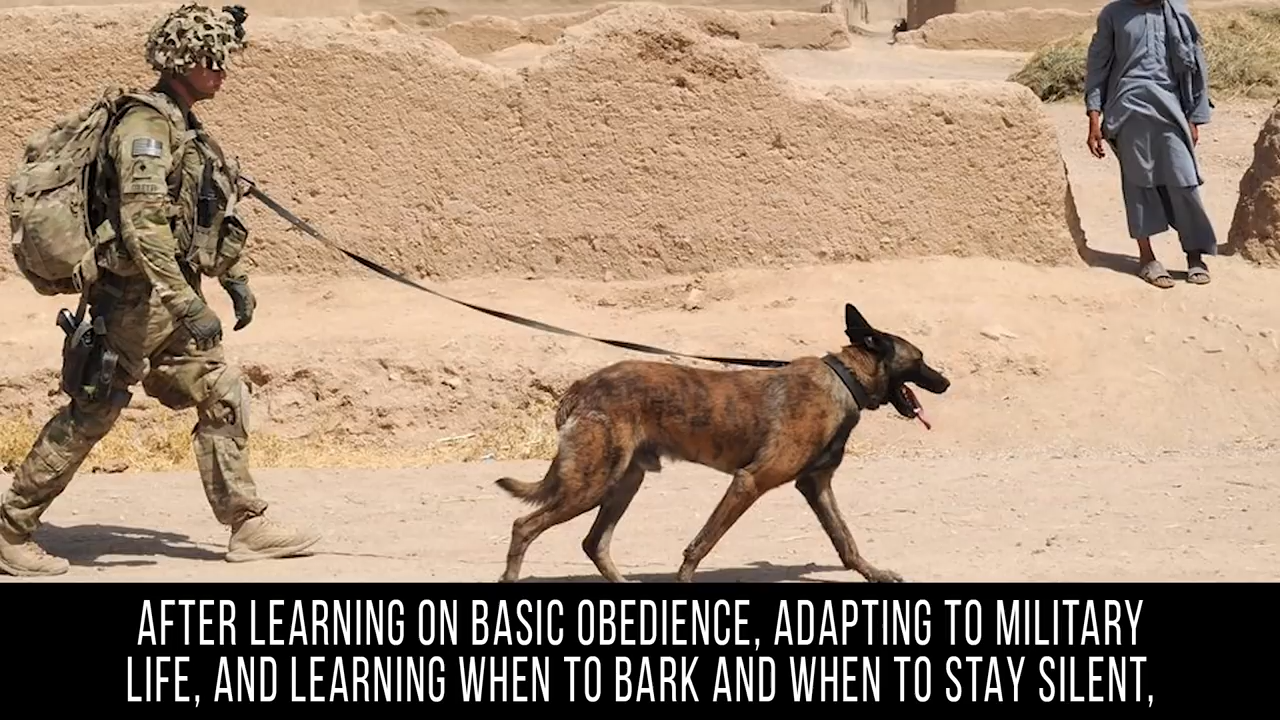 AFTER LEARNING ON BASIC OBEDIENCE, ADAPTING TO MILITARY
LIFE, AND LEARNING WHEN TO BARK AND WHEN TO STAY SILENT,